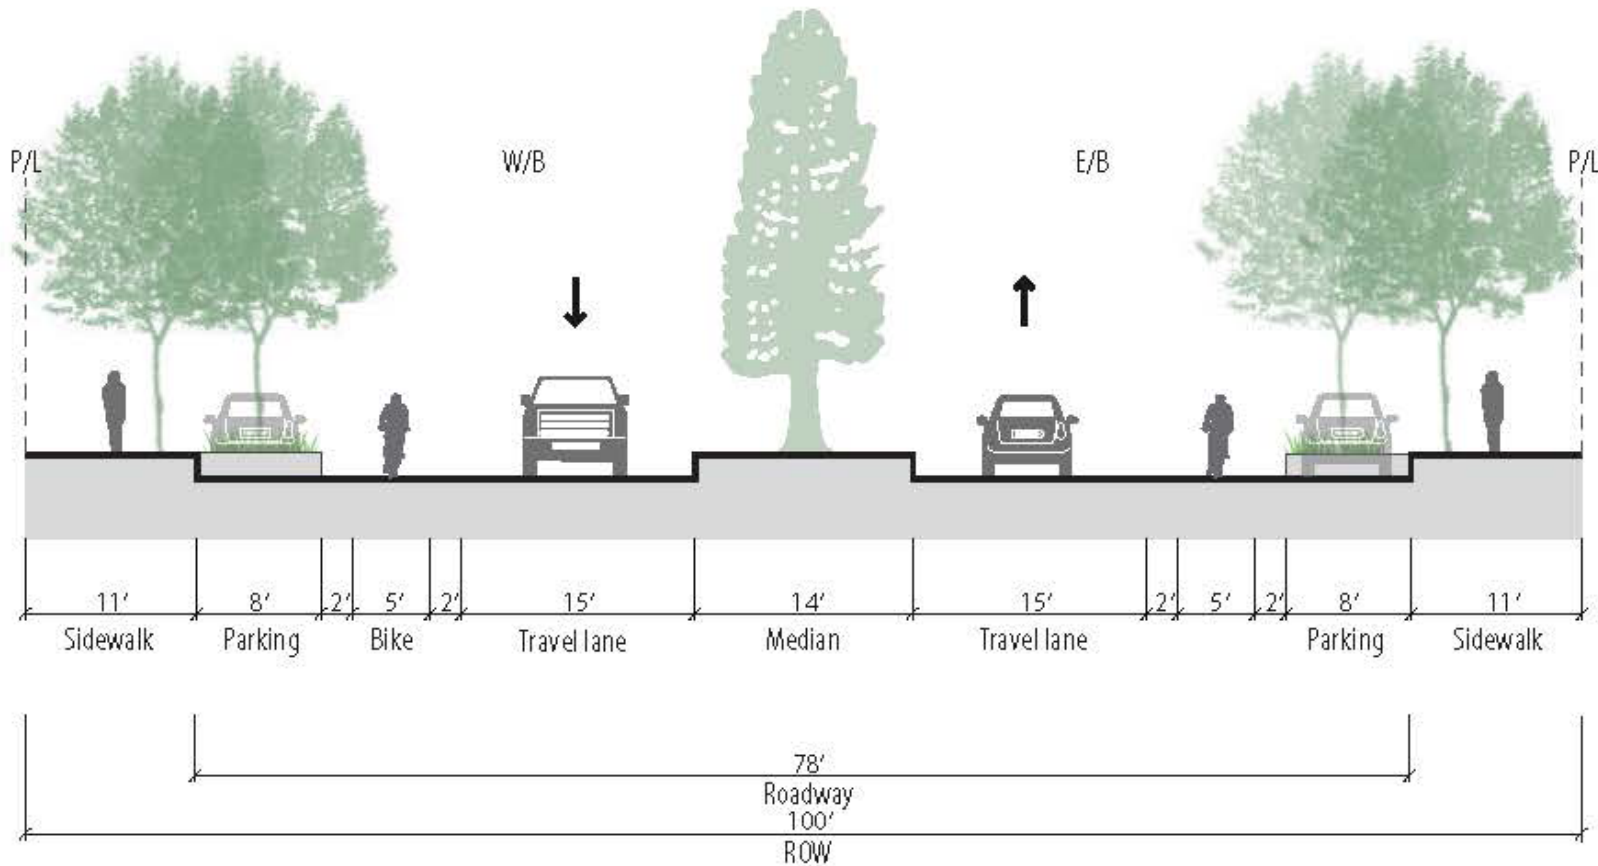 P/L W/B E/B P/L
11′ 8′ 2′ 5′ 2′ 15′ 14′ 15′ 2′ 5′ 2′ 8′ 11′
Sidewalk Parking Bike Travel lane Median Travel lane Parking Sidewalk
78′
Roadway
100′
ROW